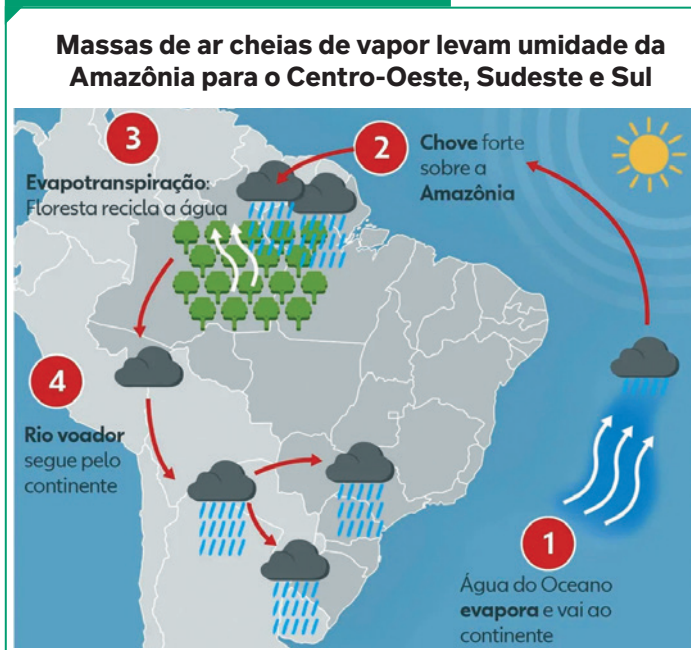 Massas de ar cheias de vapor levam umidade da
Amazônia para o Centro-Oeste, Sudeste e Sul
1
Água do Oceano
evapora e vai ao
continente
2
Chove forte
sobre a
Amazônia
3
Evapotranspiração:
Floresta recicla a água
4
Rio voador
segue pelo
continente